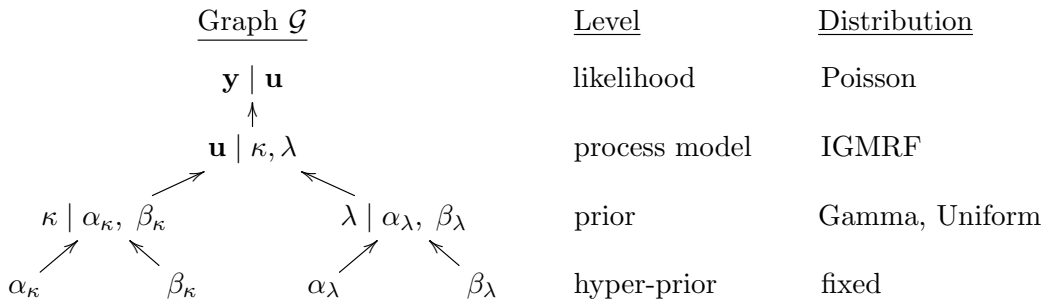 Graph 𝒢 Level Distribution
y | u likelihood Poisson
u | κ, λ process model IGMRF
κ | α_κ, β_κ λ | α_λ, β_λ prior Gamma, Uniform
α_κ β_κ α_λ β_λ hyper-prior fixed